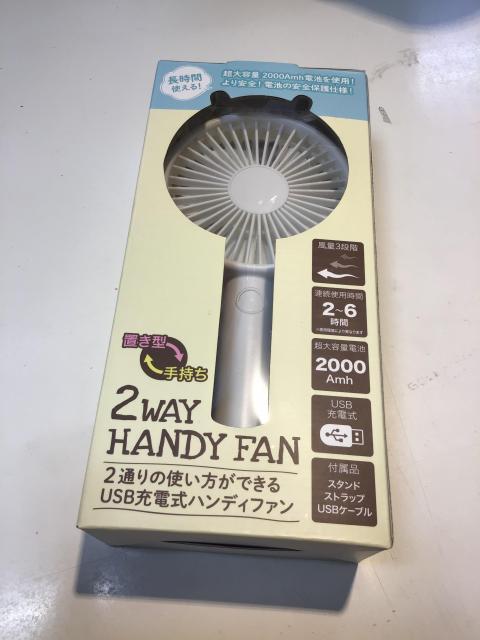 長時間
使える!
超大容量 2000Amh電池を使用!
より安全!電池の安全保護仕様!
風量3段階
連続使用時間
2~6
時間
超大容量電池
2000
Amh
USB
充電式
付属品
スタンド
ストラップ
USBケーブル
置き型
手持ち
2WAY
HANDY FAN
2通りの使い方ができる
USB充電式ハンディファン